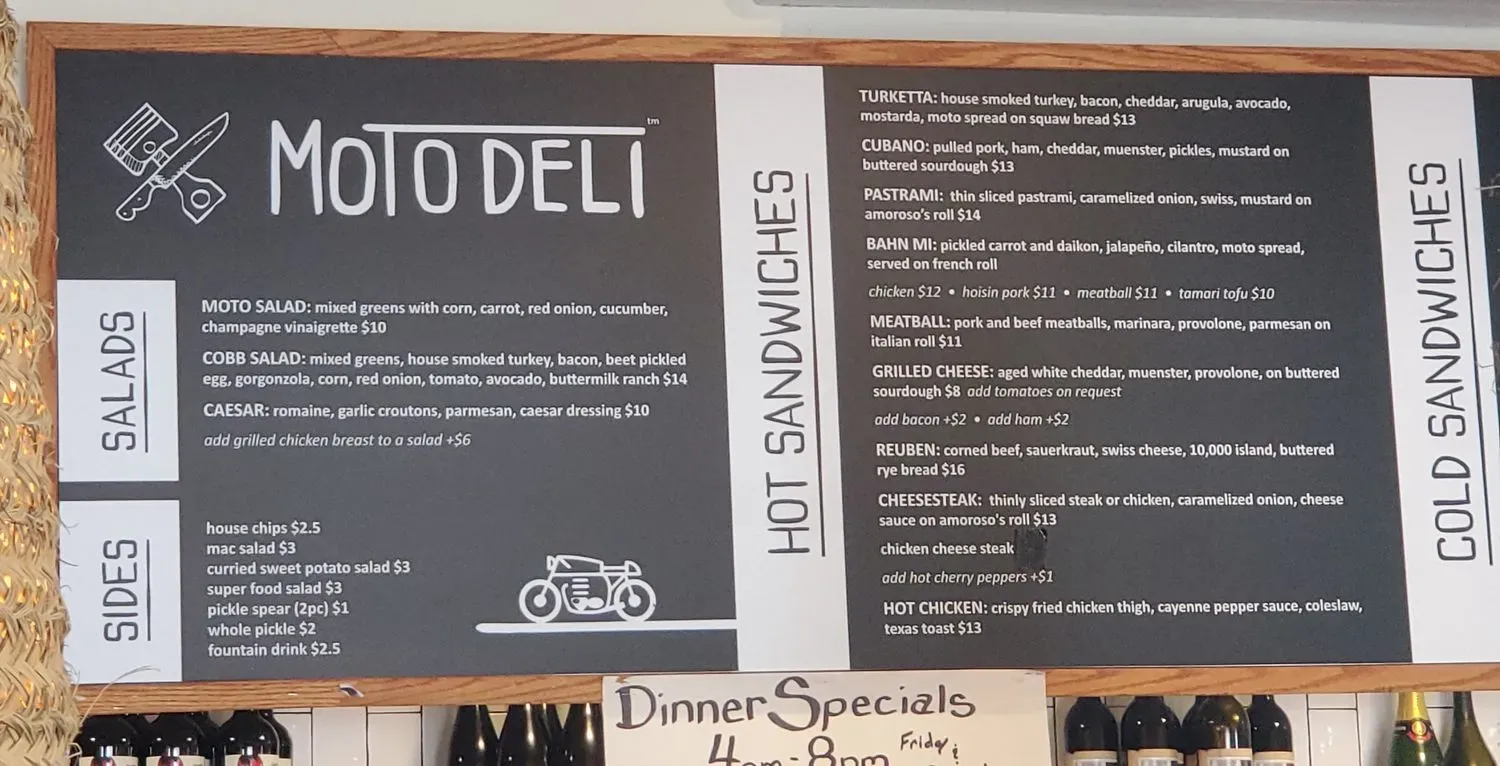 MOTO DELI tm
SALADS
MOTO SALAD: mixed greens with corn, carrot, red onion, cucumber,
champagne vinaigrette $10
COBB SALAD: mixed greens, house smoked turkey, bacon, beet pickled
egg, gorgonzola, corn, red onion, tomato, avocado, buttermilk ranch $14
CAESAR: romaine, garlic croutons, parmesan, caesar dressing $10
add grilled chicken breast to a salad +$6
SIDES
house chips $2.5
mac salad $3
curried sweet potato salad $3
super food salad $3
pickle spear (2pc) $1
whole pickle $2
fountain drink $2.5
HOT SANDWICHES
TURKETTA: house smoked turkey, bacon, cheddar, arugula, avocado,
mostarda, moto spread on squaw bread $13
CUBANO: pulled pork, ham, cheddar, muenster, pickles, mustard on
buttered sourdough $13
PASTRAMI: thin sliced pastrami, caramelized onion, swiss, mustard on
amoroso's roll $14
BAHN MI: pickled carrot and daikon, jalapeño, cilantro, moto spread,
served on french roll
chicken $12 • hoisin pork $11 • meatball $11 • tamari tofu $10
MEATBALL: pork and beef meatballs, marinara, provolone, parmesan on
italian roll $11
GRILLED CHEESE: aged white cheddar, muenster, provolone, on buttered
sourdough $8 add tomatoes on request
add bacon +$2 • add ham +$2
REUBEN: corned beef, sauerkraut, swiss cheese, 10,000 island, buttered
rye bread $16
CHEESESTEAK: thinly sliced steak or chicken, caramelized onion, cheese
sauce on amoroso's roll $13
chicken cheese steak
add hot cherry peppers +$1
HOT CHICKEN: crispy fried chicken thigh, cayenne pepper sauce, coleslaw,
texas toast $13
COLD SANDWICHES
Dinner Specials
4pm-8pm Friday &